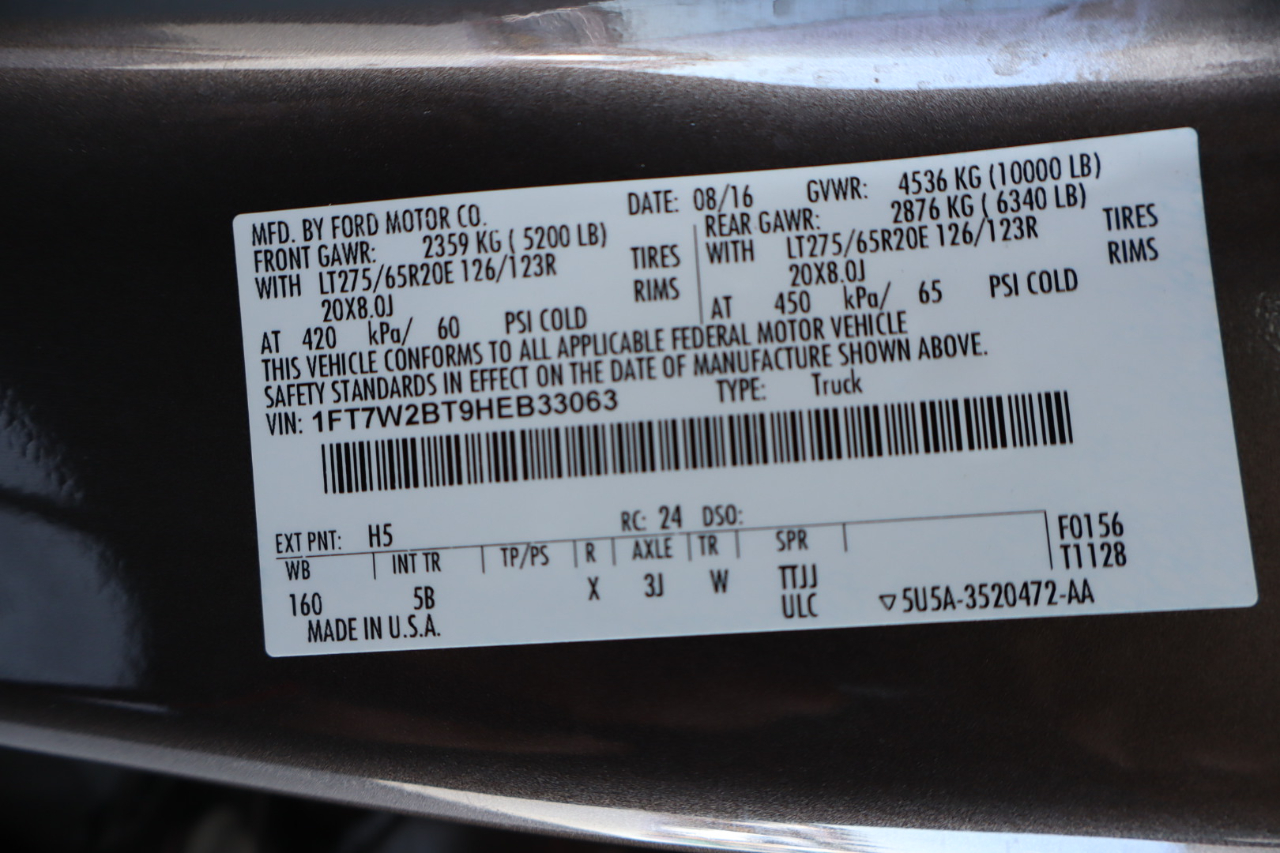 MFD. BY FORD MOTOR CO. DATE: 08/16 GVWR: 4536 KG (10000 LB)
FRONT GAWR: 2359 KG ( 5200 LB) REAR GAWR: 2876 KG ( 6340 LB)
WITH LT275/65R20E 126/123R TIRES WITH LT275/65R20E 126/123R TIRES
20X8.0J RIMS 20X8.0J RIMS
AT 420 kPa/ 60 PSI COLD AT 450 kPa/ 65 PSI COLD
THIS VEHICLE CONFORMS TO ALL APPLICABLE FEDERAL MOTOR VEHICLE
SAFETY STANDARDS IN EFFECT ON THE DATE OF MANUFACTURE SHOWN ABOVE.
VIN: 1FT7W2BT9HEB33063 TYPE: Truck
EXT PNT: H5 RC: 24 DSO:
WB INT TR TP/PS R AXLE TR SPR F0156
160 5B X 3J W TTJJ T1128
ULC ▽5U5A-3520472-AA
MADE IN U.S.A.